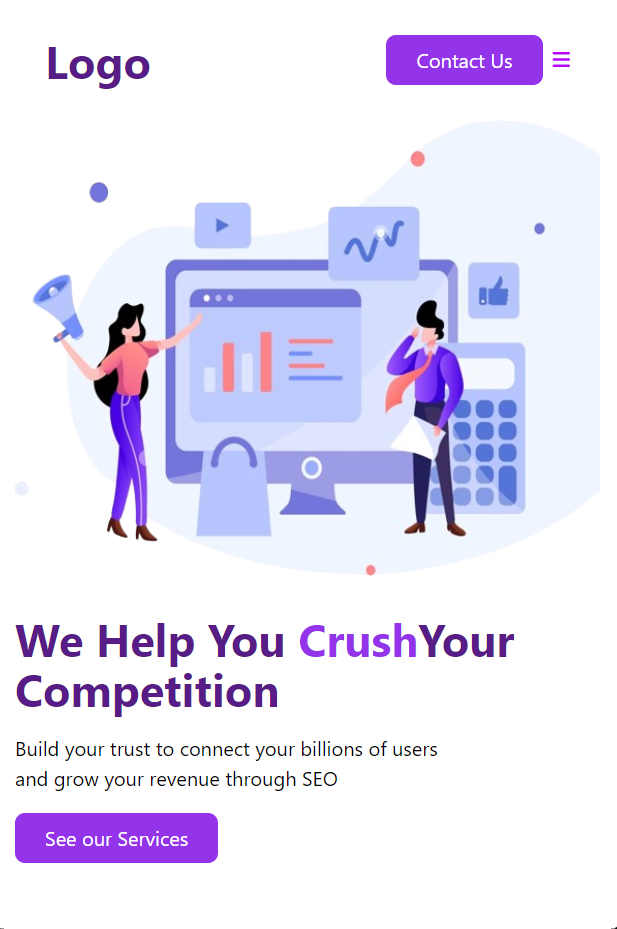 Logo
Contact Us
We Help You CrushYour
Competition
Build your trust to connect your billions of users
and grow your revenue through SEO
See our Services